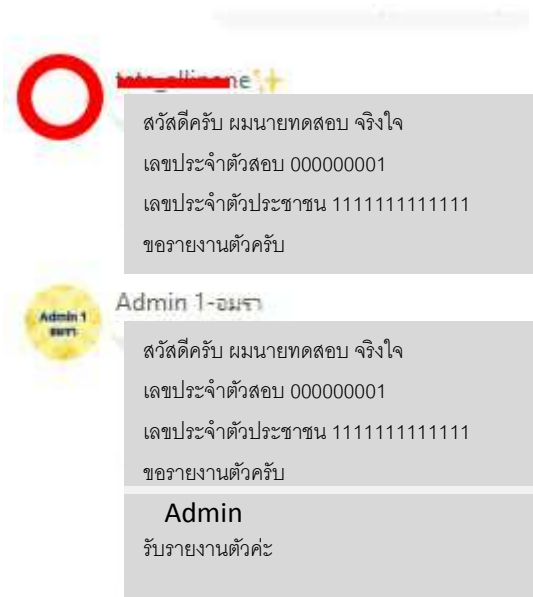 สวัสดีครับ ผมนายทดสอบ จริงใจ
เลขประจำตัวสอบ 000000001
เลขประจำตัวประชาชน 1111111111111
ขอรายงานตัวครับ
Admin 1-อมรา
Admin 1
อมรา
สวัสดีครับ ผมนายทดสอบ จริงใจ
เลขประจำตัวสอบ 000000001
เลขประจำตัวประชาชน 1111111111111
ขอรายงานตัวครับ
Admin
รับรายงานตัวค่ะ